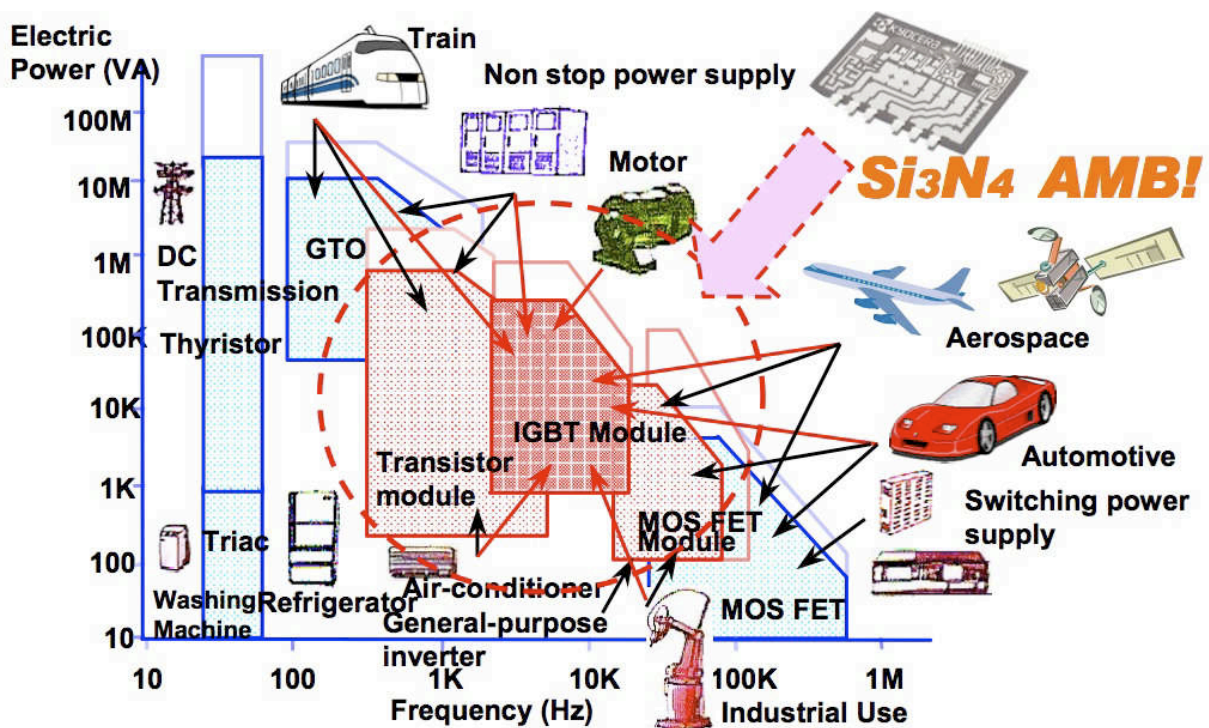 Electric
Power (VA)
Train
Non stop power supply
KYOCERA
100M
Motor
Si3N4 AMB!
10M
DC
GTO
1M
Transmission
Thyristor
100K
Aerospace
10K
IGBT Module
Transistor
module
Automotive
1K
Switching power
supply
MOS FET
Module
Triac
100
Air-conditioner
Washing
Machine
Refrigerator
General-purpose
inverter
MOS FET
10
10
100
1K
10K
100K
1M
Frequency (Hz)
Industrial Use